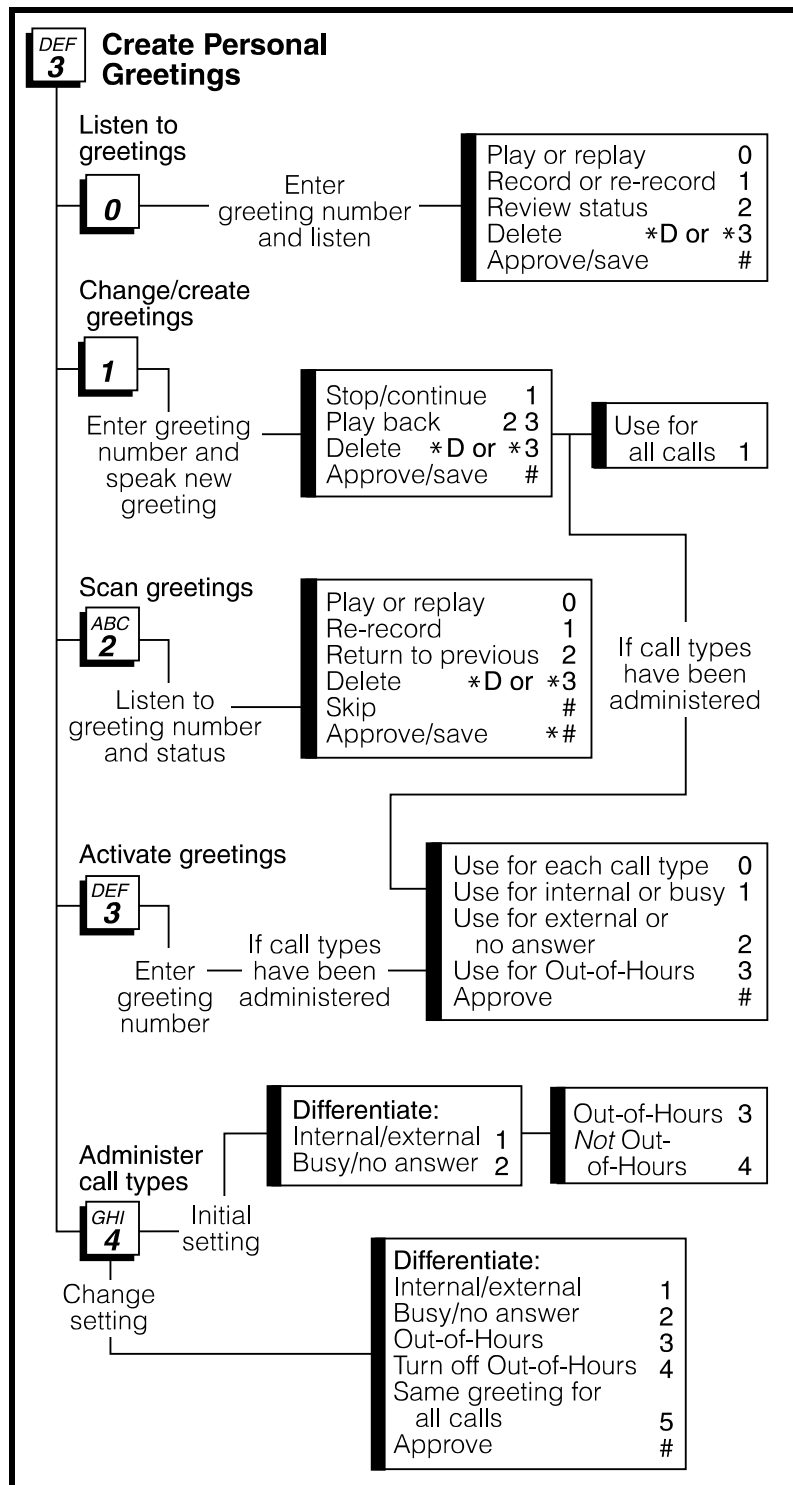 DEF
3
Create Personal
Greetings
Listen to
greetings
0
Enter
greeting number
and listen
Play or replay 0
Record or re-record 1
Review status 2
Delete *D or *3
Approve/save #
Change/create
greetings
1
Enter greeting
number and
speak new
greeting
Stop/continue 1
Play back 2 3
Delete *D or *3
Approve/save #
Use for
all calls 1
If call types
have been
administered
Scan greetings
ABC
2
Listen to
greeting number
and status
Play or replay 0
Re-record 1
Return to previous 2
Delete *D or *3
Skip #
Approve/save *#
Activate greetings
DEF
3
Enter
greeting
number
If call types
have been
administered
Use for each call type 0
Use for internal or busy 1
Use for external or
no answer 2
Use for Out-of-Hours 3
Approve #
Administer
call types
GHI
4
Initial
setting
Differentiate:
Internal/external 1
Busy/no answer 2
Out-of-Hours 3
Not Out-
of-Hours 4
Change
setting
Differentiate:
Internal/external 1
Busy/no answer 2
Out-of-Hours 3
Turn off Out-of-Hours 4
Same greeting for
all calls 5
Approve #